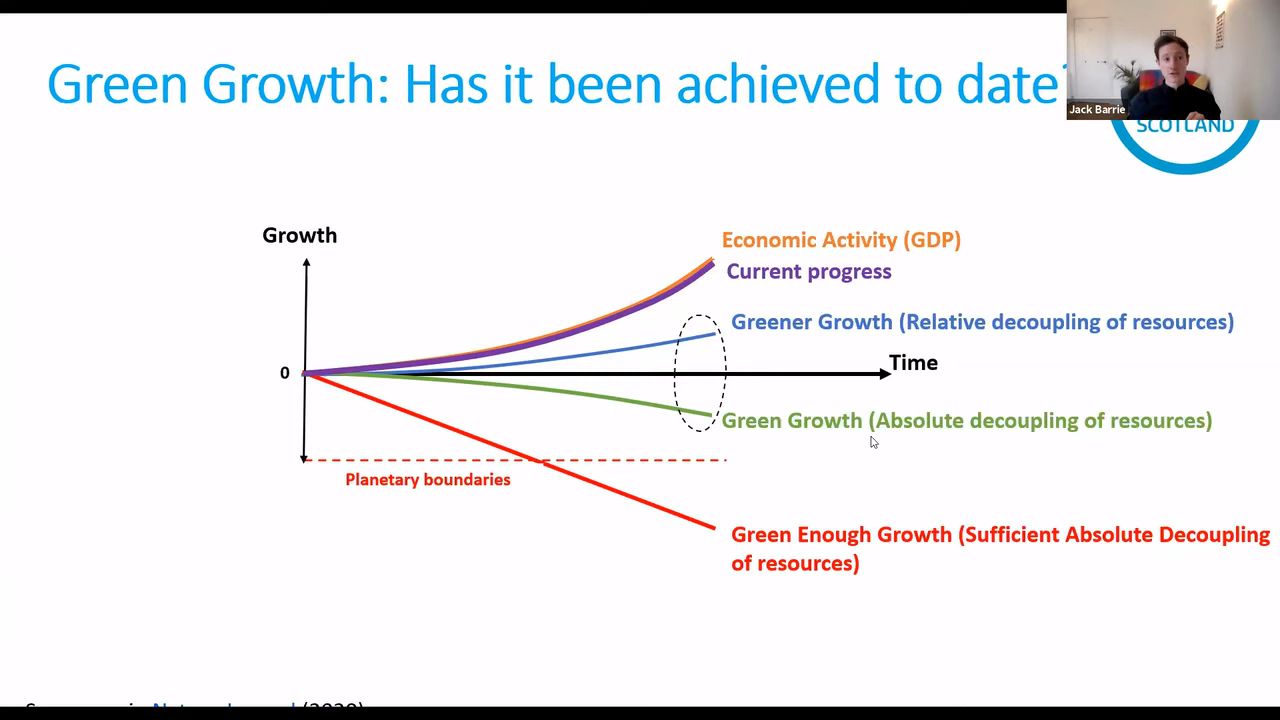 Green Growth: Has it been achieved to date?
Jack Barrie
SCOTLAND
Growth
Economic Activity (GDP)
Current progress
Greener Growth (Relative decoupling of resources)
Time
0
Green Growth (Absolute decoupling of resources)
Planetary boundaries
Green Enough Growth (Sufficient Absolute Decoupling
of resources)